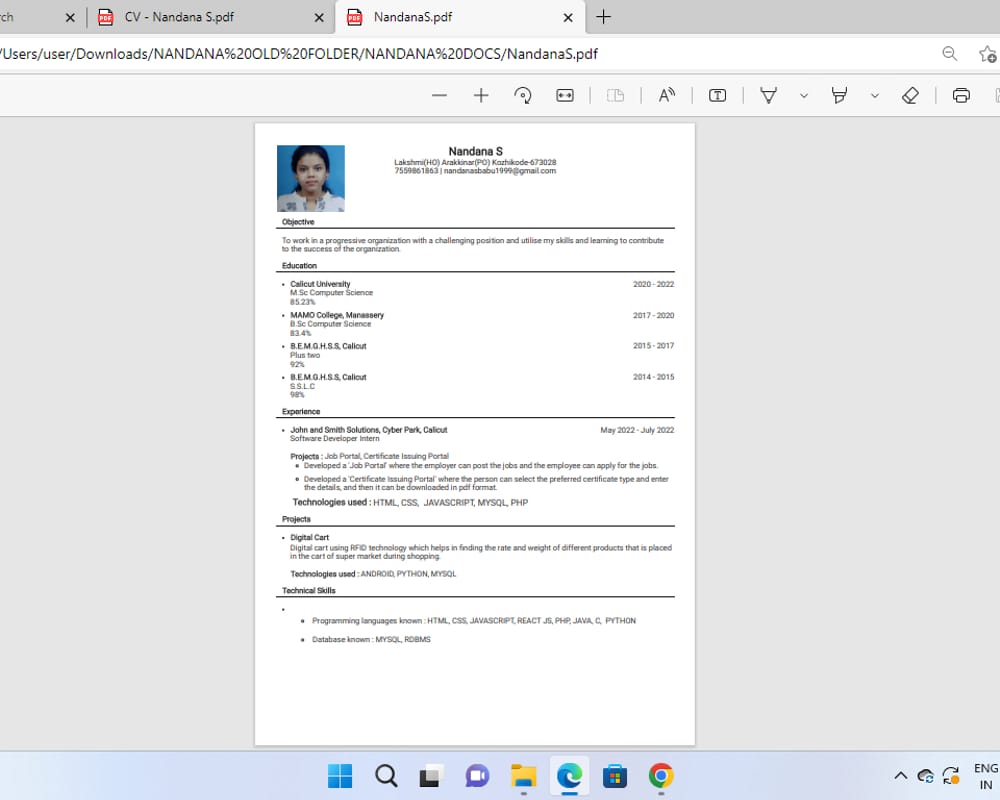 rch
CV - Nandana S.pdf
NandanaS.pdf
/Users/user/Downloads/NANDANA%20OLD%20FOLDER/NANDANA%20DOCS/NandanaS.pdf
Nandana S
Lakshmi(HO) Arakkinar(PO) Kozhikode-673028
7559861863 | nandanasbabu1999@gmail.com
Objective
To work in a progressive organization with a challenging position and utilise my skills and learning to contribute
to the success of the organization.
Education
Calicut University 2020 - 2022
M.Sc Computer Science
85.23%
MAMO College, Manassery 2017 - 2020
B.Sc Computer Science
83.4%
B.E.M.G.H.S.S, Calicut 2015 - 2017
Plus two
92%
B.E.M.G.H.S.S, Calicut 2014 - 2015
S.S.L.C
98%
Experience
John and Smith Solutions, Cyber Park, Calicut May 2022 - July 2022
Software Developer Intern
Projects : Job Portal, Certificate Issuing Portal
Developed a 'Job Portal' where the employer can post the jobs and the employee can apply for the jobs.
Developed a 'Certificate Issuing Portal' where the person can select the preferred certificate type and enter
the details, and then it can be downloaded in pdf format.
Technologies used : HTML, CSS, JAVASCRIPT, MYSQL, PHP
Projects
Digital Cart
Digital cart using RFID technology which helps in finding the rate and weight of different products that is placed
in the cart of super market during shopping.
Technologies used : ANDROID, PYTHON, MYSQL
Technical Skills
Programming languages known : HTML, CSS, JAVASCRIPT, REACT JS, PHP, JAVA, C, PYTHON
Database known : MYSQL, RDBMS
ENG
IN